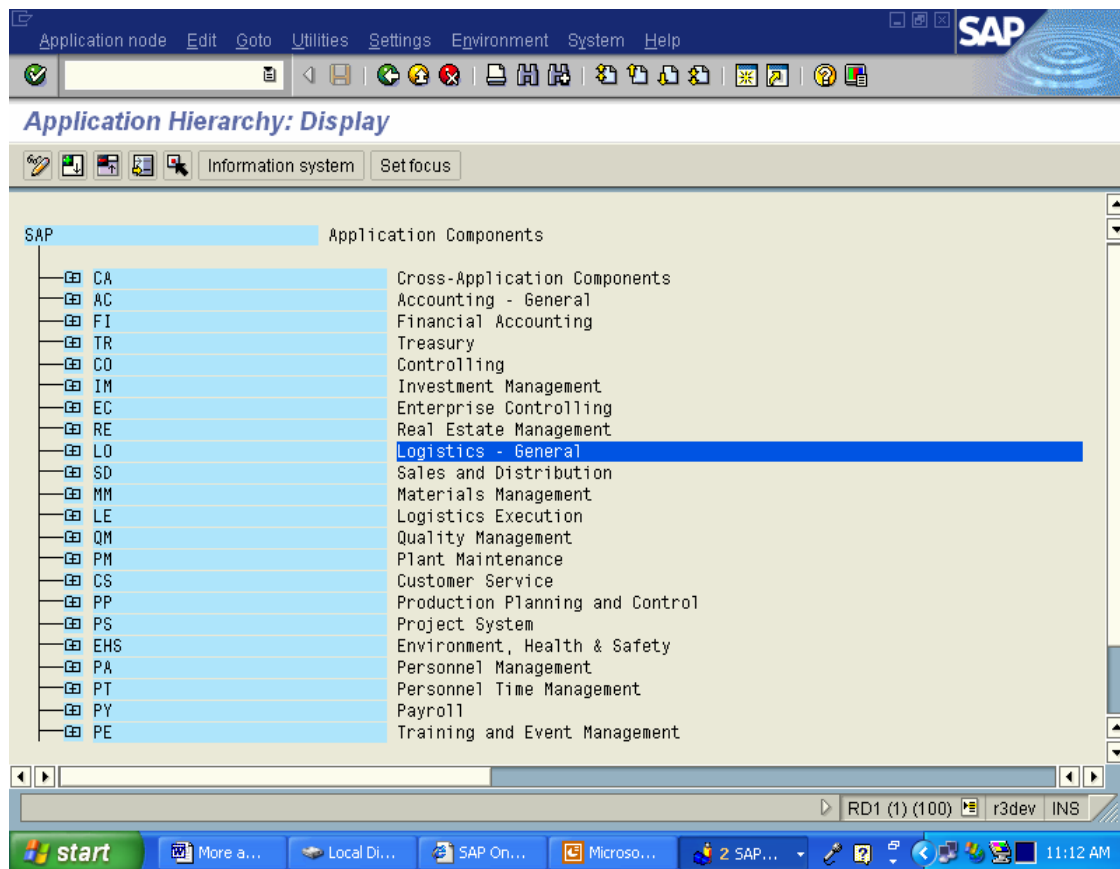 Application node Edit Goto Utilities Settings Environment System Help
SAP
Application Hierarchy: Display
Information system Set focus
SAP Application Components
CA Cross-Application Components
AC Accounting - General
FI Financial Accounting
TR Treasury
CO Controlling
IM Investment Management
EC Enterprise Controlling
RE Real Estate Management
LO Logistics - General
SD Sales and Distribution
MM Materials Management
LE Logistics Execution
QM Quality Management
PM Plant Maintenance
CS Customer Service
PP Production Planning and Control
PS Project System
EHS Environment, Health & Safety
PA Personnel Management
PT Personnel Time Management
PY Payroll
PE Training and Event Management
RD1 (1) (100) r3dev INS
start More a... Local Di... SAP On... Microso... 2 SAP... 11:12 AM